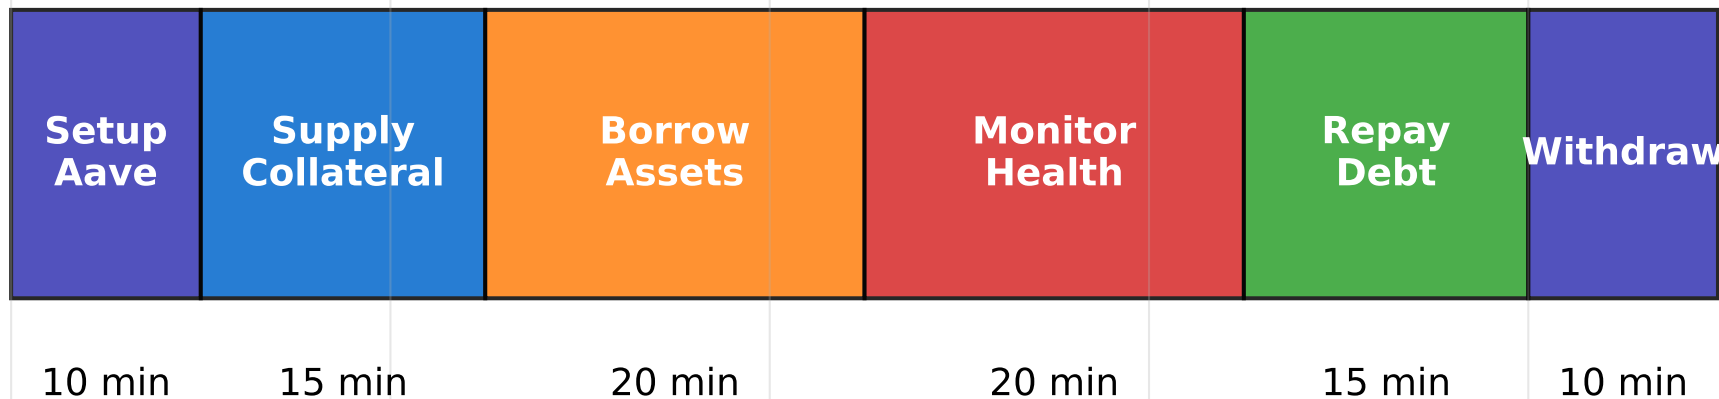 Setup
Aave
Supply
Collateral
Borrow
Assets
Monitor
Health
Repay
Debt
Withdraw
10 min
15 min
20 min
20 min
15 min
10 min